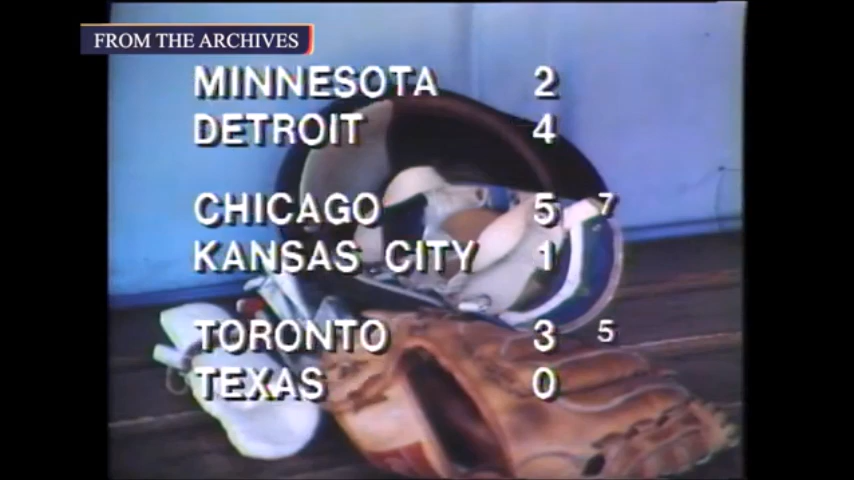 FROM THE ARCHIVES
MINNESOTA 2
DETROIT 4
CHICAGO 5 7
KANSAS CITY 1
TORONTO 3 5
TEXAS 0